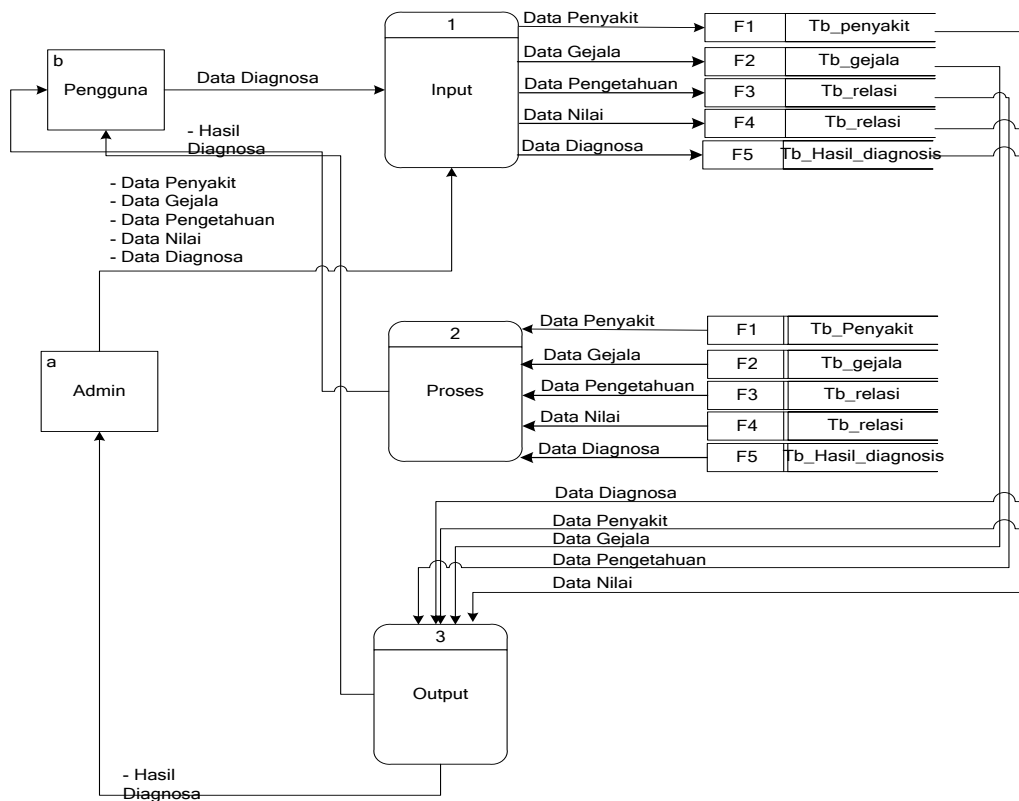 1
Data Penyakit
F1
Tb_penyakit
b
Pengguna
Data Diagnosa
Input
Data Gejala
F2
Tb_gejala
Data Pengetahuan
F3
Tb_relasi
Data Nilai
F4
Tb_relasi
Data Diagnosa
F5
Tb_Hasil_diagnosis
- Hasil
Diagnosa
- Data Penyakit
- Data Gejala
- Data Pengetahuan
- Data Nilai
- Data Diagnosa
a
Admin
2
Proses
Data Penyakit
F1
Tb_Penyakit
Data Gejala
F2
Tb_gejala
Data Pengetahuan
F3
Tb_relasi
Data Nilai
F4
Tb_relasi
Data Diagnosa
F5
Tb_Hasil_diagnosis
Data Diagnosa
Data Penyakit
Data Gejala
Data Pengetahuan
Data Nilai
3
Output
- Hasil
Diagnosa